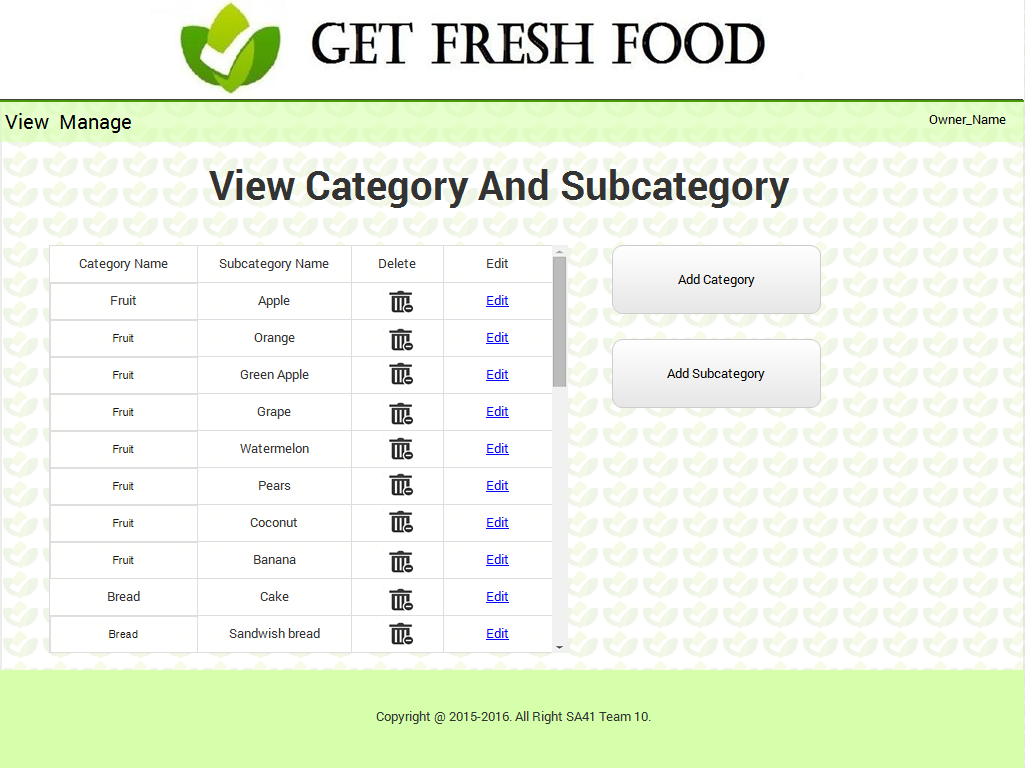 GET FRESH FOOD
View Manage Owner_Name
View Category And Subcategory
Category Name Subcategory Name Delete Edit
Fruit Apple Edit
Fruit Orange Edit
Fruit Green Apple Edit
Fruit Grape Edit
Fruit Watermelon Edit
Fruit Pears Edit
Fruit Coconut Edit
Fruit Banana Edit
Bread Cake Edit
Bread Sandwish bread Edit
Add Category
Add Subcategory
Copyright @ 2015-2016. All Right SA41 Team 10.